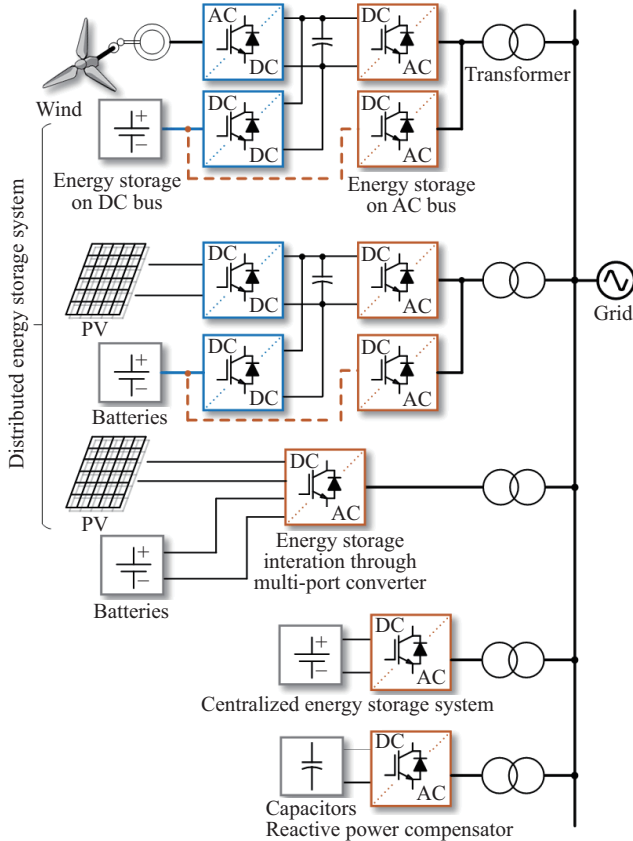 AC
DC
DC
AC
Transformer
Wind
DC
DC
DC
AC
Energy storage
on DC bus
Energy storage
on AC bus
Distributed energy storage system
DC
DC
DC
AC
Grid
PV
DC
DC
DC
AC
Batteries
DC
AC
PV
Energy storage
interation through
multi-port converter
Batteries
DC
AC
Centralized energy storage system
DC
AC
Capacitors
Reactive power compensator